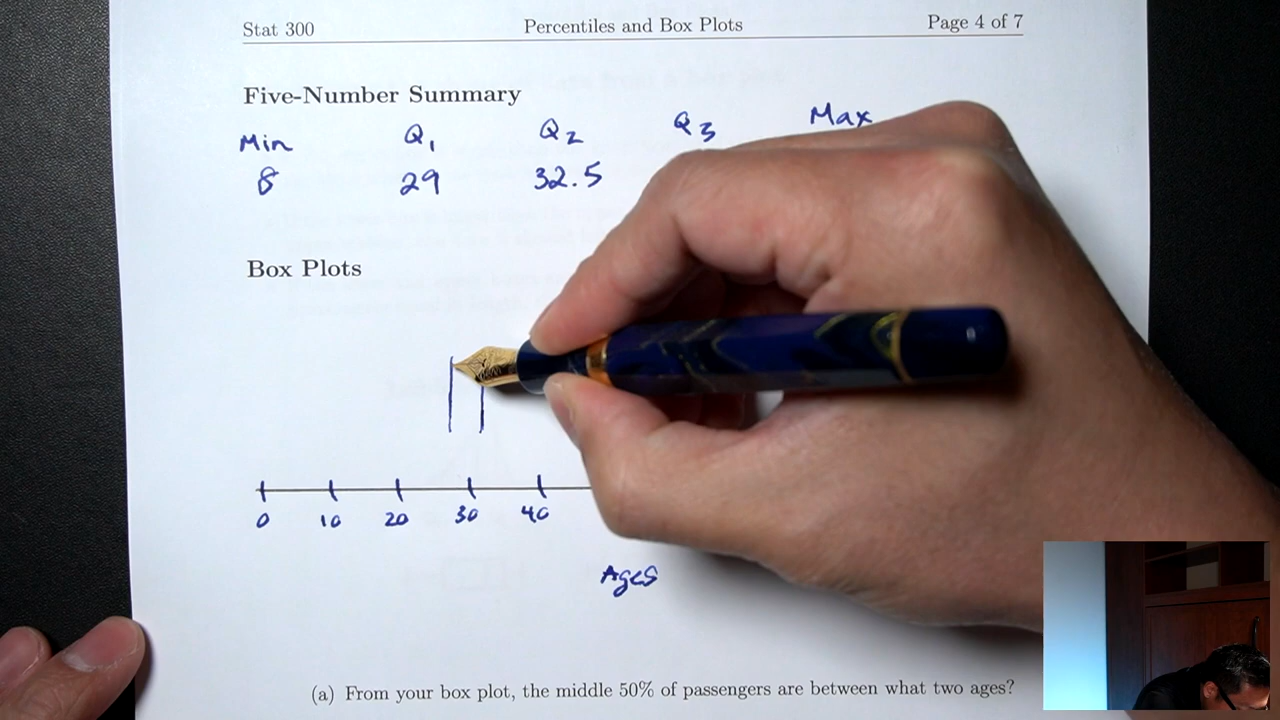 Stat 300 Percentiles and Box Plots Page 4 of 7
Five-Number Summary
Min Q1 Q2 Q3 Max
8 29 32.5
Box Plots
0 10 20 30 40
Ages
(a) From your box plot, the middle 50% of passengers are between what two ages?